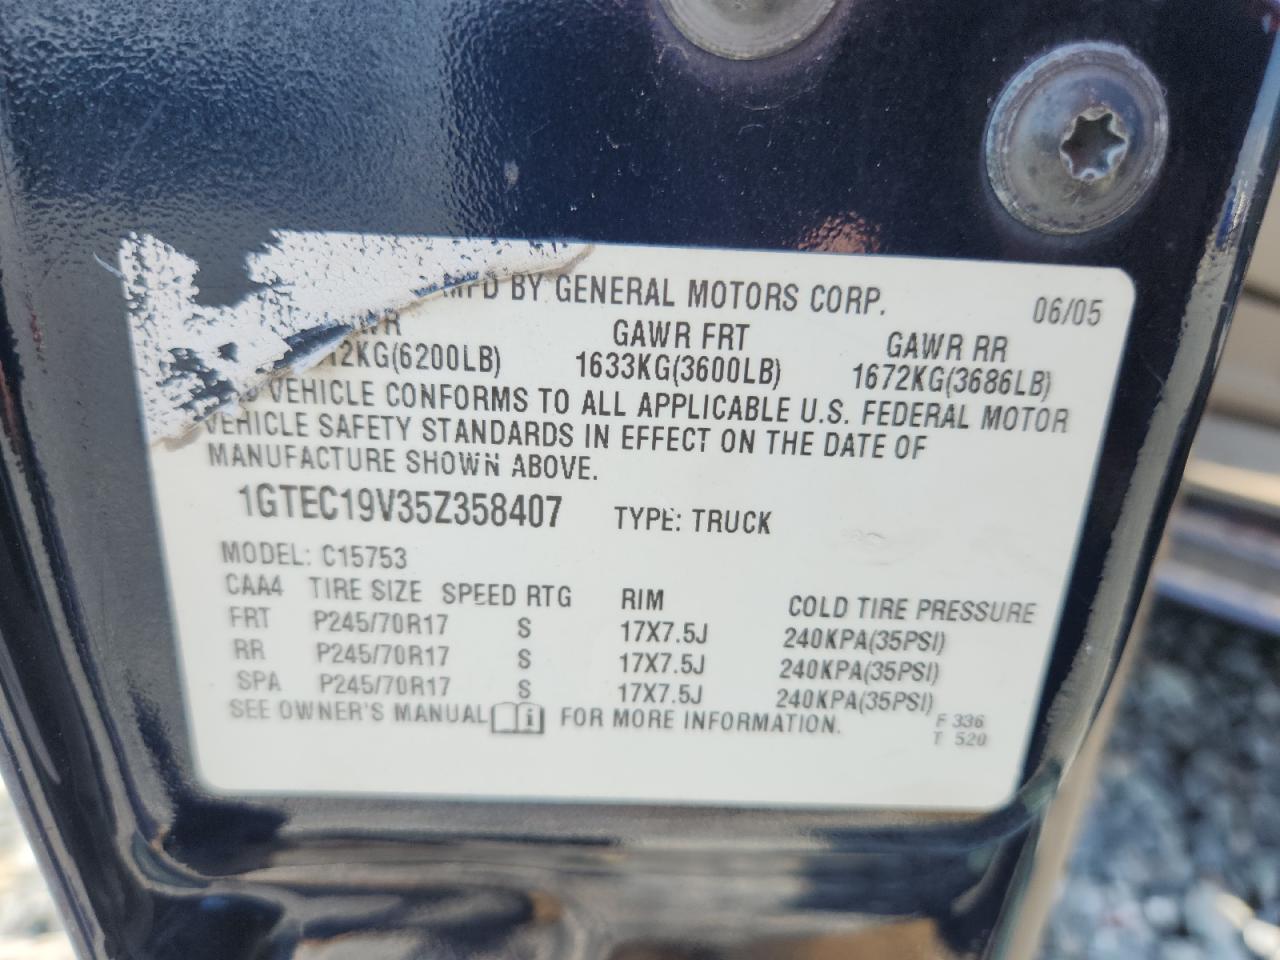 BY GENERAL MOTORS CORP. 06/05
GAWR FRT GAWR RR
12KG(6200LB) 1633KG(3600LB) 1672KG(3686LB)
VEHICLE CONFORMS TO ALL APPLICABLE U.S. FEDERAL MOTOR
VEHICLE SAFETY STANDARDS IN EFFECT ON THE DATE OF
MANUFACTURE SHOWN ABOVE.
1GTEC19V35Z358407 TYPE: TRUCK
MODEL: C15753
CAA4 TIRE SIZE SPEED RTG RIM COLD TIRE PRESSURE
FRT P245/70R17 S 17X7.5J 240KPA(35PSI)
RR P245/70R17 S 17X7.5J 240KPA(35PSI)
SPA P245/70R17 S 17X7.5J 240KPA(35PSI)
SEE OWNER'S MANUAL i FOR MORE INFORMATION. F 336
T 520